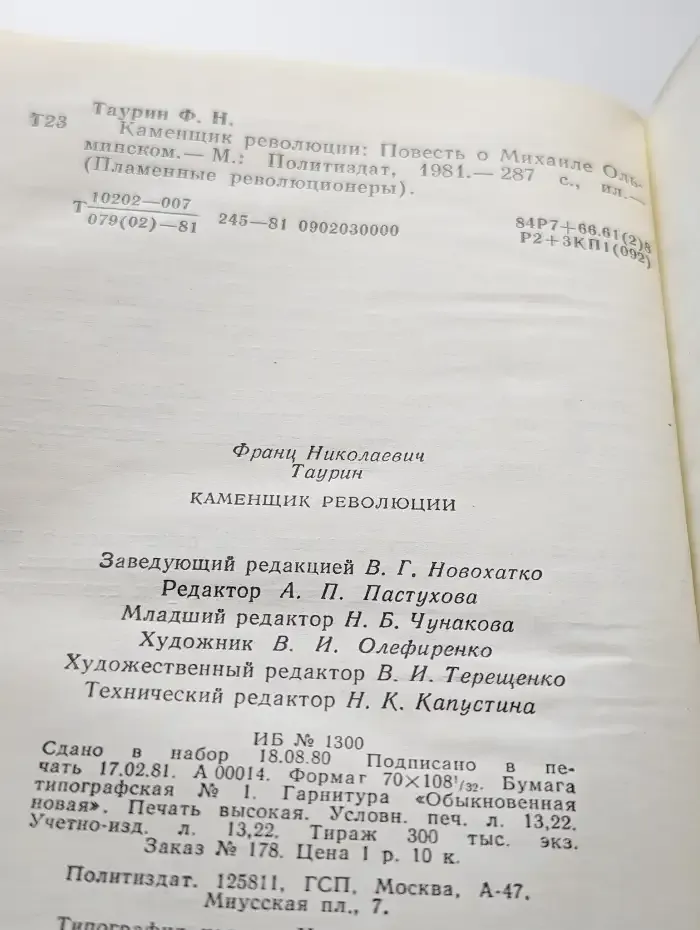 Таурин Ф. Н.
Т23 Каменщик революции: Повесть о Михаиле Оль-
минском.— М.: Политиздат, 1981.— 287 с., ил.—
(Пламенные революционеры).
Т 10202—007
079(02)—81 245—81 0902030000
84Р7+66.61(2)8
Р2+3КП1(092)
Франц Николаевич
Таурин
КАМЕНЩИК РЕВОЛЮЦИИ
Заведующий редакцией В. Г. Новохатко
Редактор А. П. Пастухова
Младший редактор Н. Б. Чунакова
Художник В. И. Олефиренко
Художественный редактор В. И. Терещенко
Технический редактор Н. К. Капустина
ИБ № 1300
Сдано в набор 18.08.80 Подписано в пе-
чать 17.02.81. А 00014. Формат 70×108¹/₃₂. Бумага
типографская № 1. Гарнитура «Обыкновенная
новая». Печать высокая. Условн. печ. л. 13,22.
Учетно-изд. л. 13,22. Тираж 300 тыс. экз.
Заказ № 178. Цена 1 р. 10 к.
Политиздат. 125811, ГСП, Москва, А-47,
Миусская пл., 7.